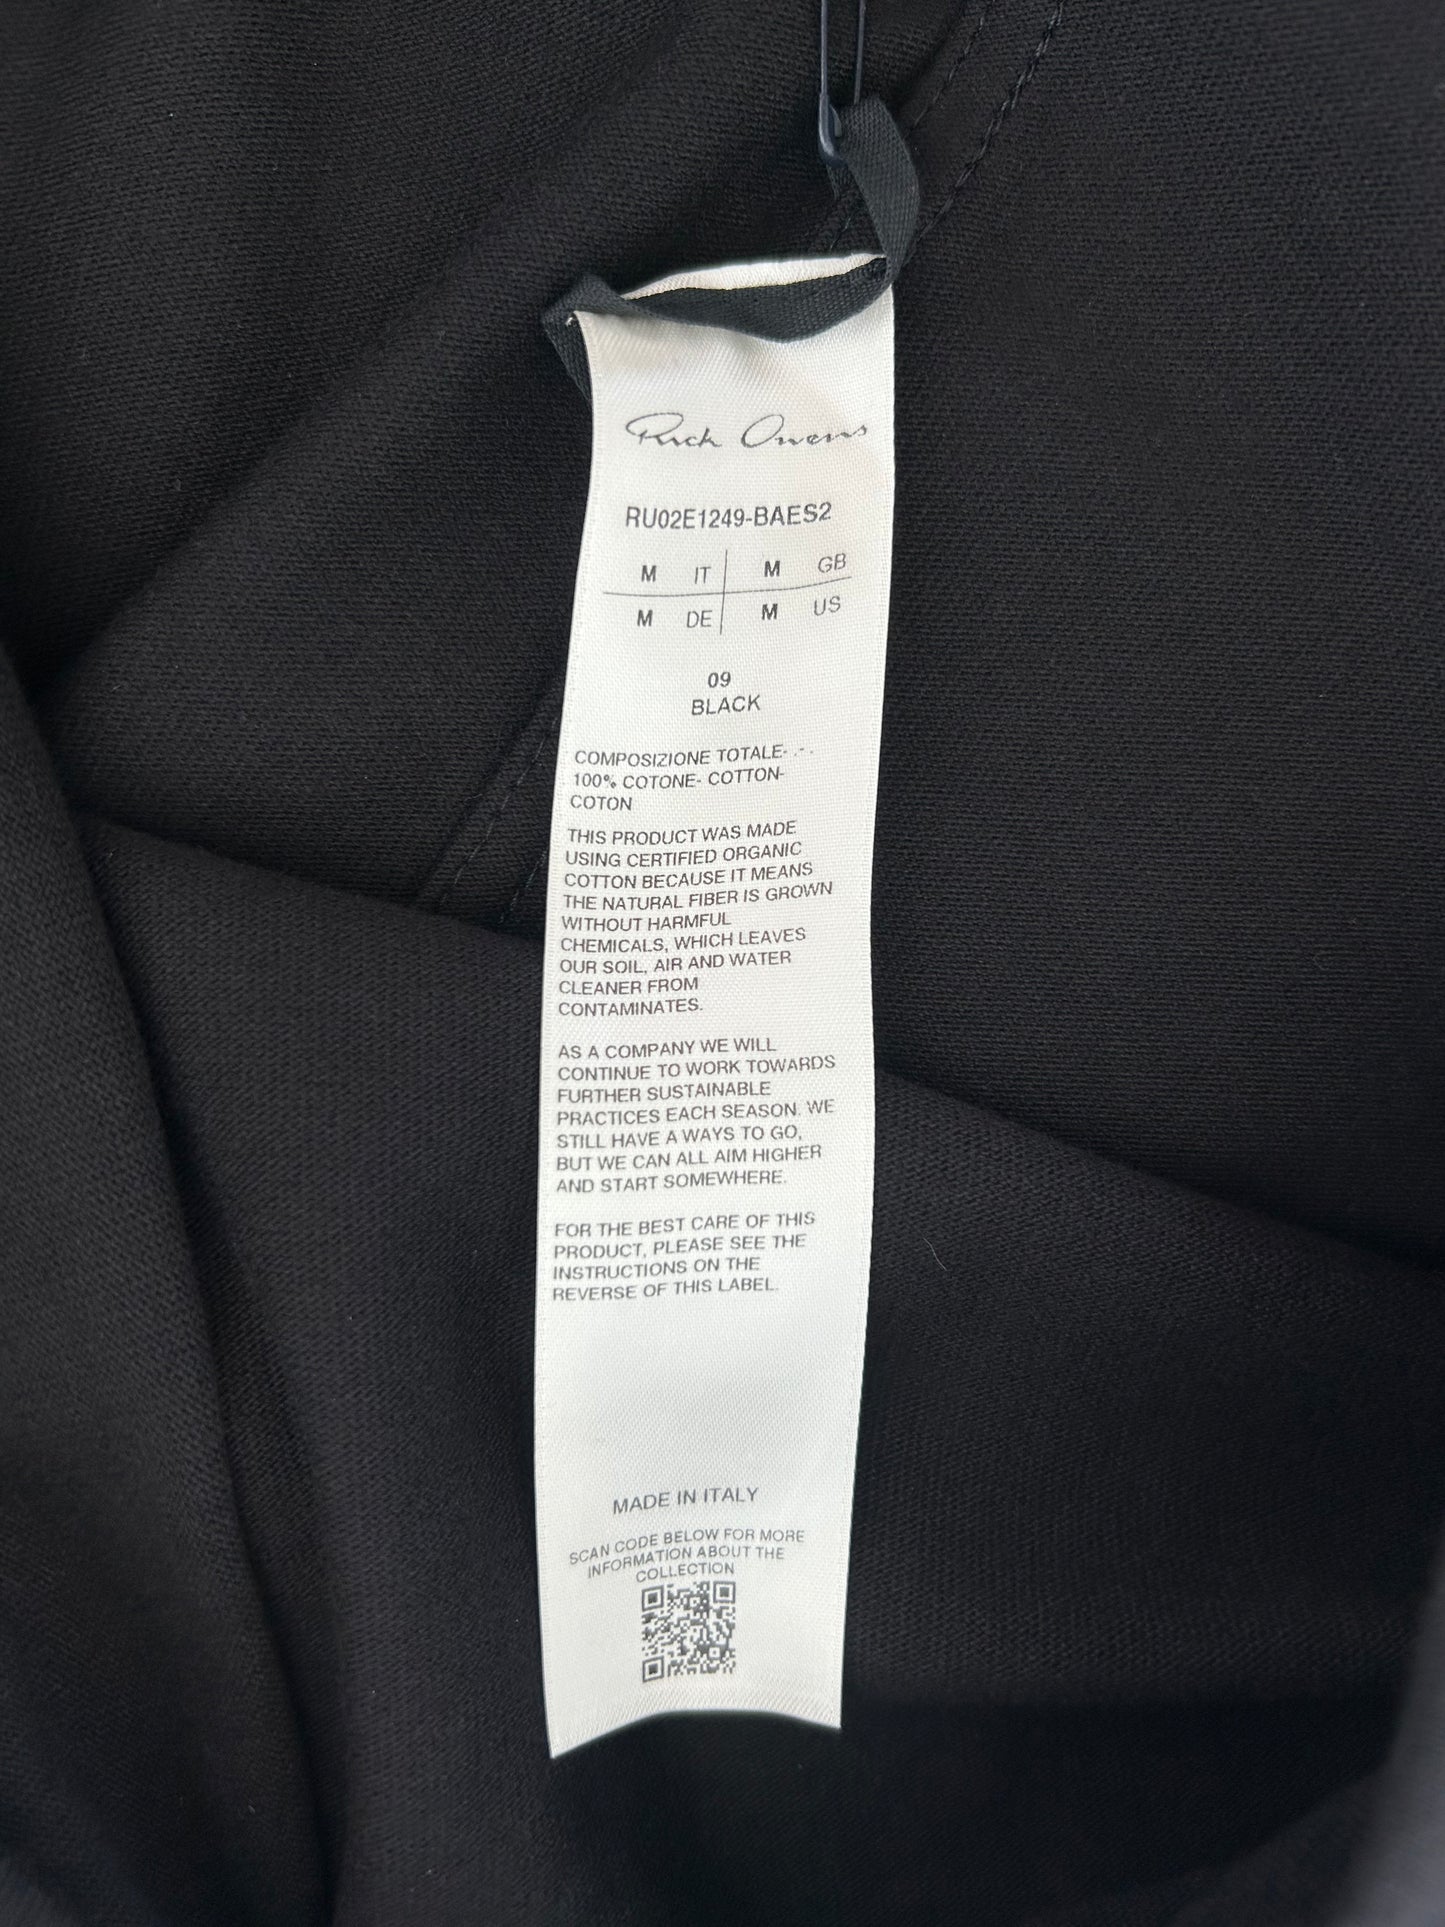 Rick Owens
RU02E1249-BAES2
M IT M GB
M DE M US
09
BLACK
COMPOSIZIONE TOTALE- .-.
100% COTONE- COTTON-
COTON
THIS PRODUCT WAS MADE
USING CERTIFIED ORGANIC
COTTON BECAUSE IT MEANS
THE NATURAL FIBER IS GROWN
WITHOUT HARMFUL
CHEMICALS, WHICH LEAVES
OUR SOIL, AIR AND WATER
CLEANER FROM
CONTAMINATES.
AS A COMPANY WE WILL
CONTINUE TO WORK TOWARDS
FURTHER SUSTAINABLE
PRACTICES EACH SEASON. WE
STILL HAVE A WAYS TO GO,
BUT WE CAN ALL AIM HIGHER
AND START SOMEWHERE.
FOR THE BEST CARE OF THIS
PRODUCT, PLEASE SEE THE
INSTRUCTIONS ON THE
REVERSE OF THIS LABEL.
MADE IN ITALY
SCAN CODE BELOW FOR MORE
INFORMATION ABOUT THE
COLLECTION